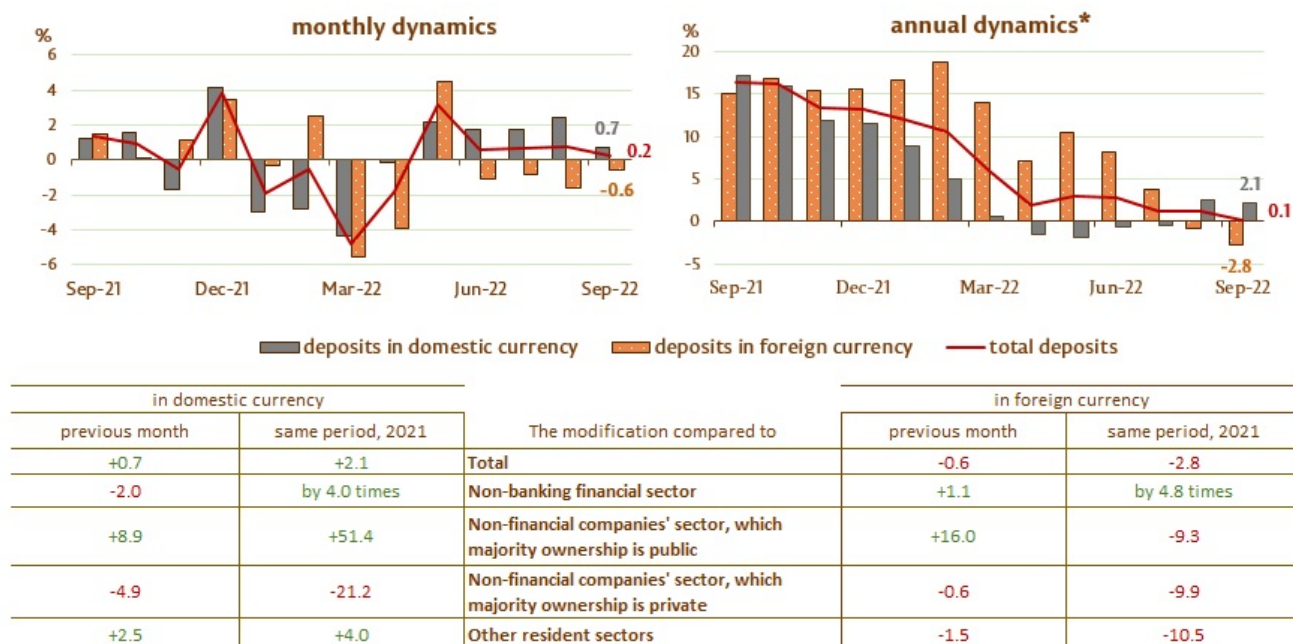 monthly dynamics
%
6
4
2
0
-2
-4
-6
0.7
0.2
-0.6
Sep-21 Dec-21 Mar-22 Jun-22 Sep-22
annual dynamics*
%
20
15
10
5
0
-5
2.1
0.1
-2.8
Sep-21 Dec-21 Mar-22 Jun-22 Sep-22
deposits in domestic currency deposits in foreign currency total deposits
in domestic currency in foreign currency
previous month same period, 2021 The modification compared to previous month same period, 2021
+0.7 +2.1 Total -0.6 -2.8
-2.0 by 4.0 times Non-banking financial sector +1.1 by 4.8 times
+8.9 +51.4 Non-financial companies' sector, which
majority ownership is public +16.0 -9.3
-4.9 -21.2 Non-financial companies' sector, which
majority ownership is private -0.6 -9.9
+2.5 +4.0 Other resident sectors -1.5 -10.5